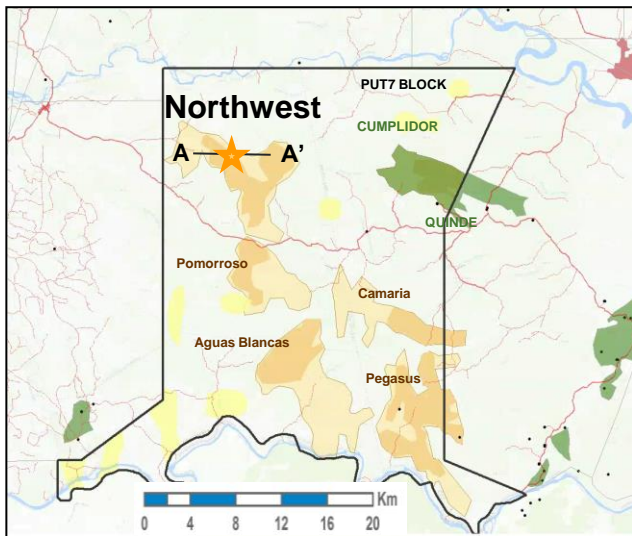 PUT7 BLOCK
Northwest
CUMPLIDOR
A
A’
QUINDE
Pomorroso
Camaria
Aguas Blancas
Pegasus
Km
0 4 8 12 16 20